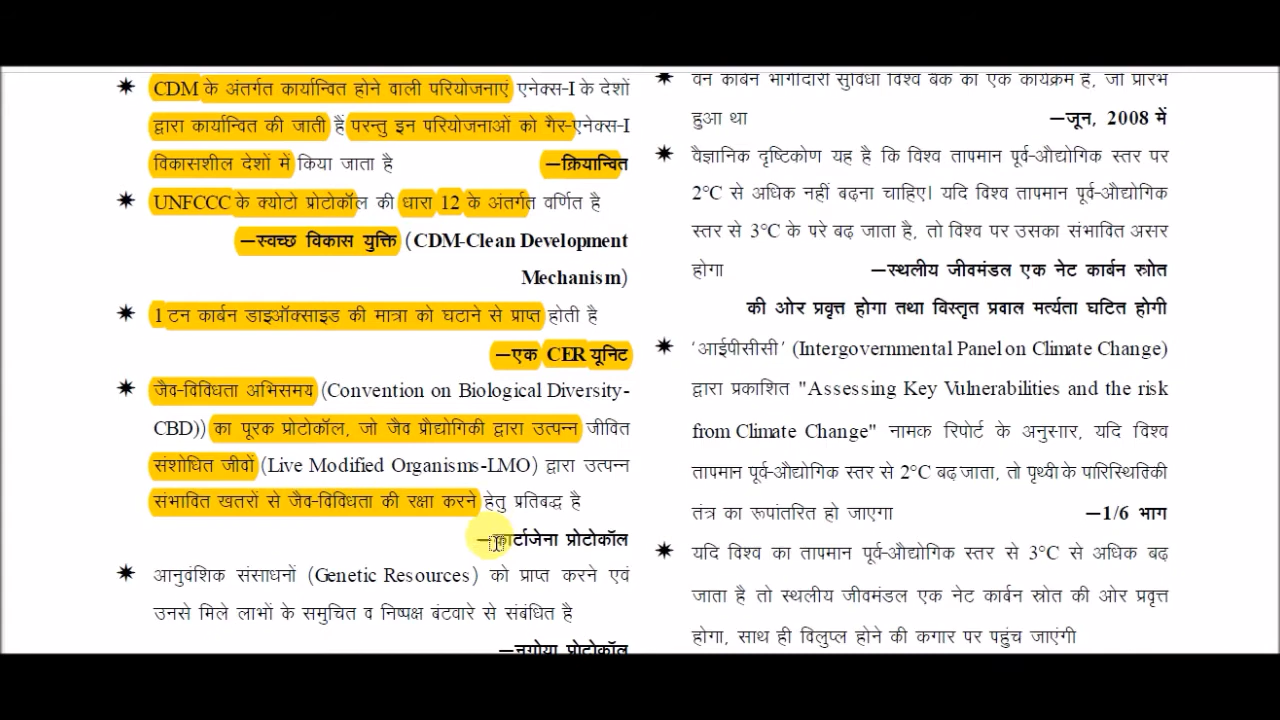 CDM के अंतर्गत कार्यान्वित होने वाली परियोजनाएं एनेक्स-I के देशों
द्वारा कार्यान्वित की जाती हैं परन्तु इन परियोजनाओं को गैर-एनेक्स-I
विकासशील देशों में किया जाता है —क्रियान्वित
UNFCCC के क्योटो प्रोटोकॉल की धारा 12 के अंतर्गत वर्णित है
—स्वच्छ विकास युक्ति (CDM-Clean Development
Mechanism)
1 टन कार्बन डाइऑक्साइड की मात्रा को घटाने से प्राप्त होती है
—एक CER यूनिट
जैव-विविधता अभिसमय (Convention on Biological Diversity-
CBD)) का पूरक प्रोटोकॉल, जो जैव प्रौद्योगिकी द्वारा उत्पन्न जीवित
संशोधित जीवों (Live Modified Organisms-LMO) द्वारा उत्पन्न
संभावित खतरों से जैव-विविधता की रक्षा करने हेतु प्रतिबद्ध है
—कार्टाजेना प्रोटोकॉल
आनुवंशिक संसाधनों (Genetic Resources) को प्राप्त करने एवं
उनसे मिले लाभों के समुचित व निष्पक्ष बंटवारे से संबंधित है
—नगोया प्रोटोकॉल
वन कार्बन भागीदारी सुविधा विश्व बैंक का एक कार्यक्रम है, जो प्रारंभ
हुआ था —जून, 2008 में
वैज्ञानिक दृष्टिकोण यह है कि विश्व तापमान पूर्व-औद्योगिक स्तर पर
2°C से अधिक नहीं बढ़ना चाहिए। यदि विश्व तापमान पूर्व-औद्योगिक
स्तर से 3°C के परे बढ़ जाता है, तो विश्व पर उसका संभावित असर
होगा —स्थलीय जीवमंडल एक नेट कार्बन स्रोत
की ओर प्रवृत्त होगा तथा विस्तृत प्रवाल मर्त्यता घटित होगी
'आईपीसीसी' (Intergovernmental Panel on Climate Change)
द्वारा प्रकाशित "Assessing Key Vulnerabilities and the risk
from Climate Change" नामक रिपोर्ट के अनुसार, यदि विश्व
तापमान पूर्व-औद्योगिक स्तर से 2°C बढ़ जाता, तो पृथ्वी के पारिस्थितिकी
तंत्र का रूपांतरित हो जाएगा —1/6 भाग
यदि विश्व का तापमान पूर्व-औद्योगिक स्तर से 3°C से अधिक बढ़
जाता है तो स्थलीय जीवमंडल एक नेट कार्बन स्रोत की ओर प्रवृत्त
होगा, साथ ही विलुप्त होने की कगार पर पहुंच जाएंगी